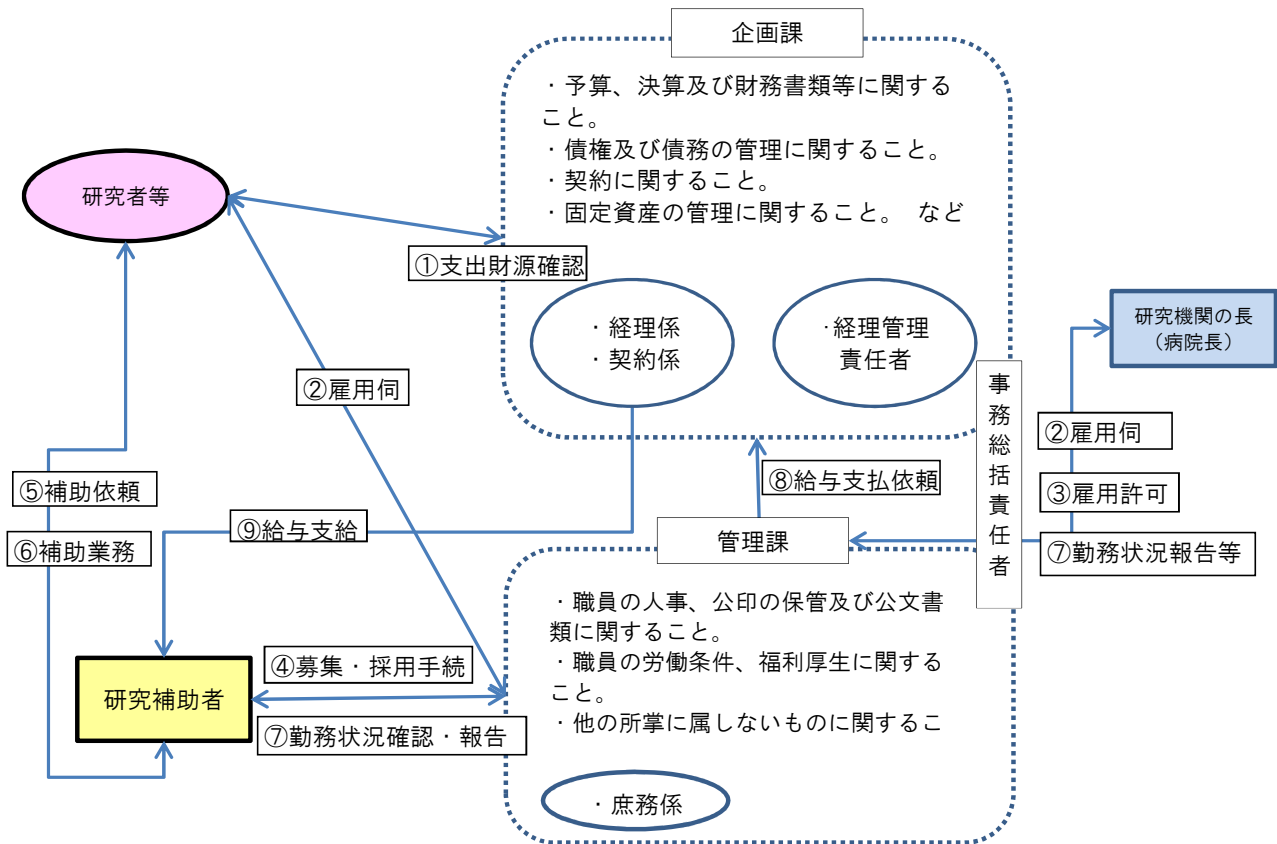 企画課
・予算、決算及び財務書類等に関する
こと。
・債権及び債務の管理に関すること。
・契約に関すること。
・固定資産の管理に関すること。 など
研究者等
①支出財源確認
・経理係
・契約係
・経理管理
責任者
研究機関の長
（病院長）
②雇用伺
事務総括責任者
②雇用伺
③雇用許可
⑦勤務状況報告等
⑤補助依頼
⑥補助業務
⑧給与支払依頼
⑨給与支給
管理課
・職員の人事、公印の保管及び公文書
類に関すること。
・職員の労働条件、福利厚生に関する
こと。
・他の所掌に属しないものに関するこ
④募集・採用手続
研究補助者
⑦勤務状況確認・報告
・庶務係